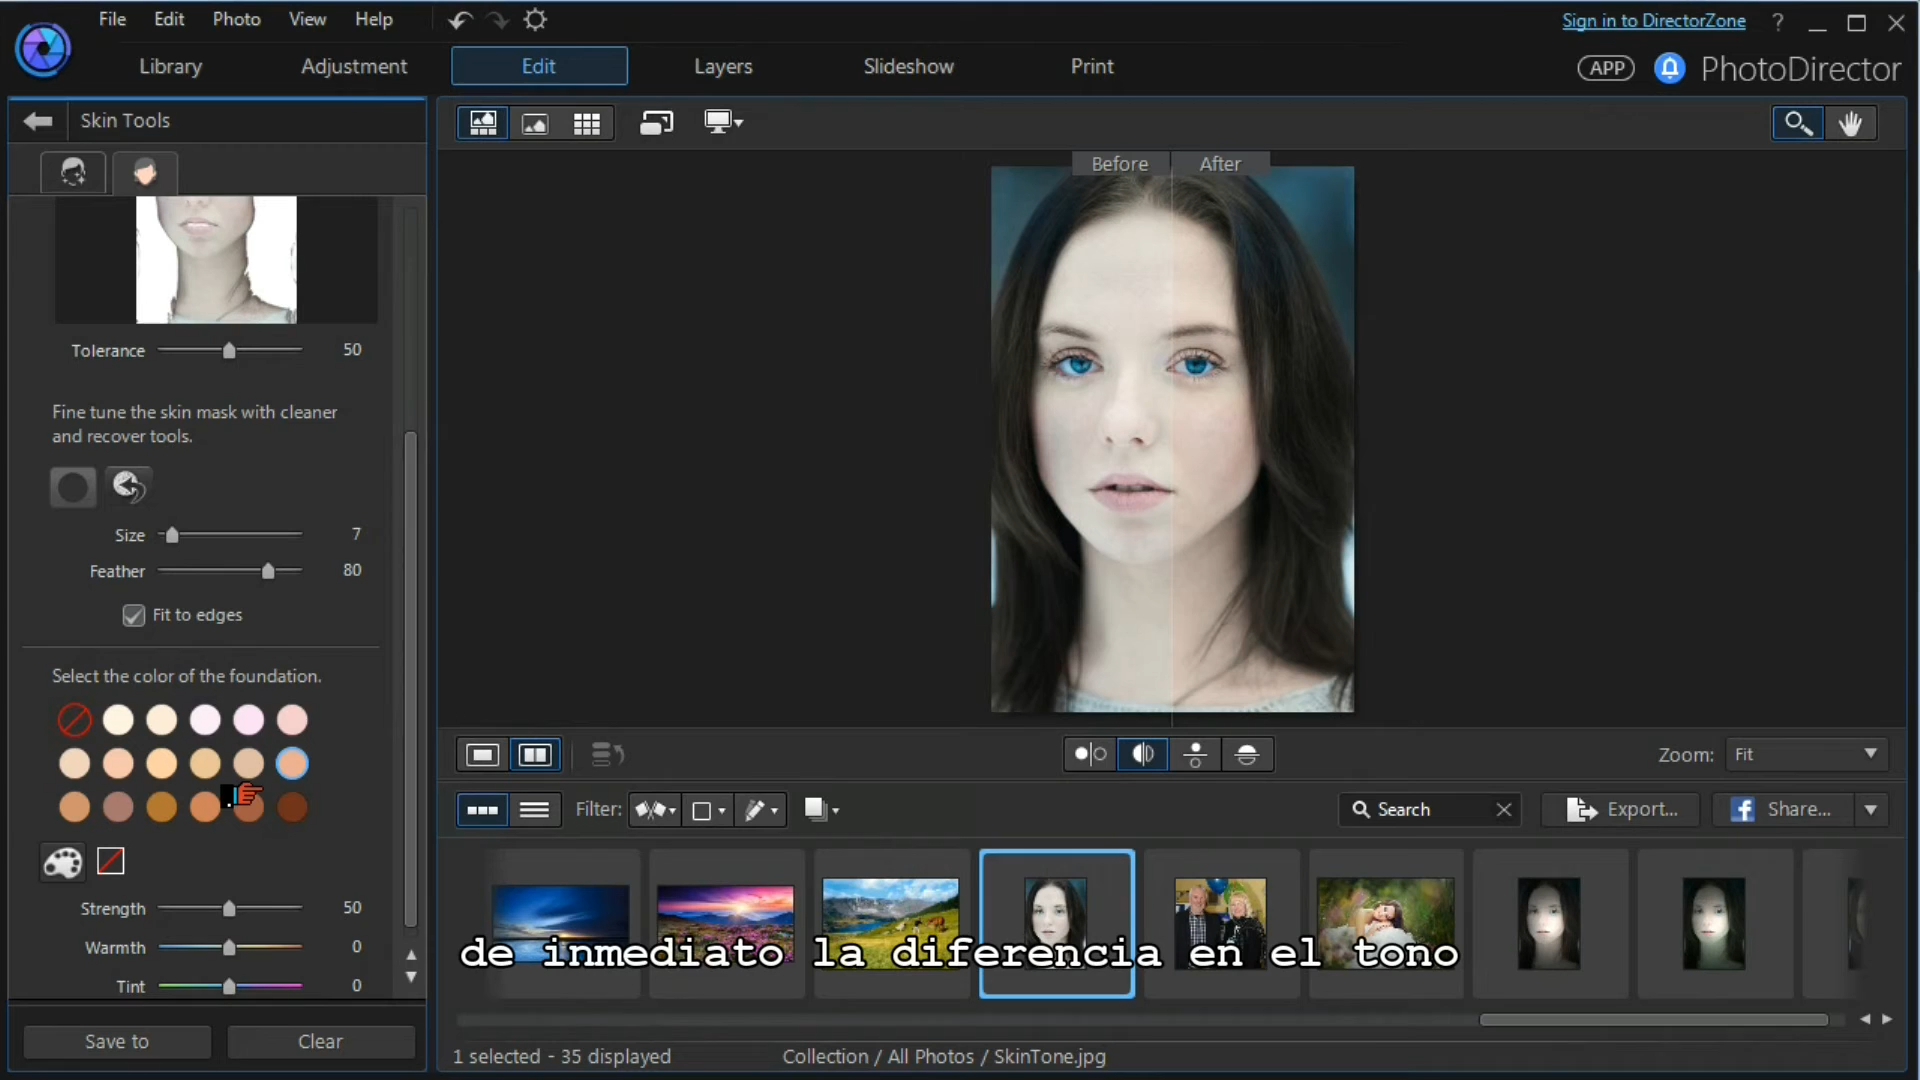 File Edit Photo View Help
Sign in to DirectorZone ?
Library Adjustment Edit Layers Slideshow Print
APP PhotoDirector
Skin Tools
Before After
Tolerance 50
Fine tune the skin mask with cleaner
and recover tools.
Size 7
Feather 80
Fit to edges
Select the color of the foundation.
Strength 50
Warmth 0
Tint 0
Save to Clear
Zoom: Fit
Filter: Search Export... Share...
de inmediato la diferencia en el tono
1 selected - 35 displayed Collection / All Photos / SkinTone.jpg